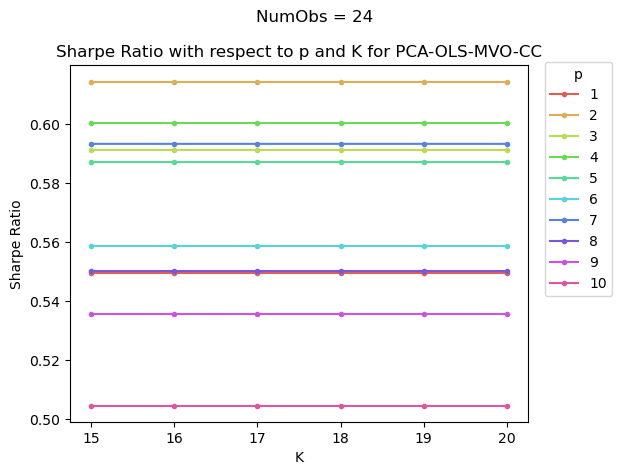 NumObs = 24
Sharpe Ratio with respect to p and K for PCA-OLS-MVO-CC
p
1
2
3
4
5
6
7
8
9
10
Sharpe Ratio
0.60
0.58
0.56
0.54
0.52
0.50
15 16 17 18 19 20
K